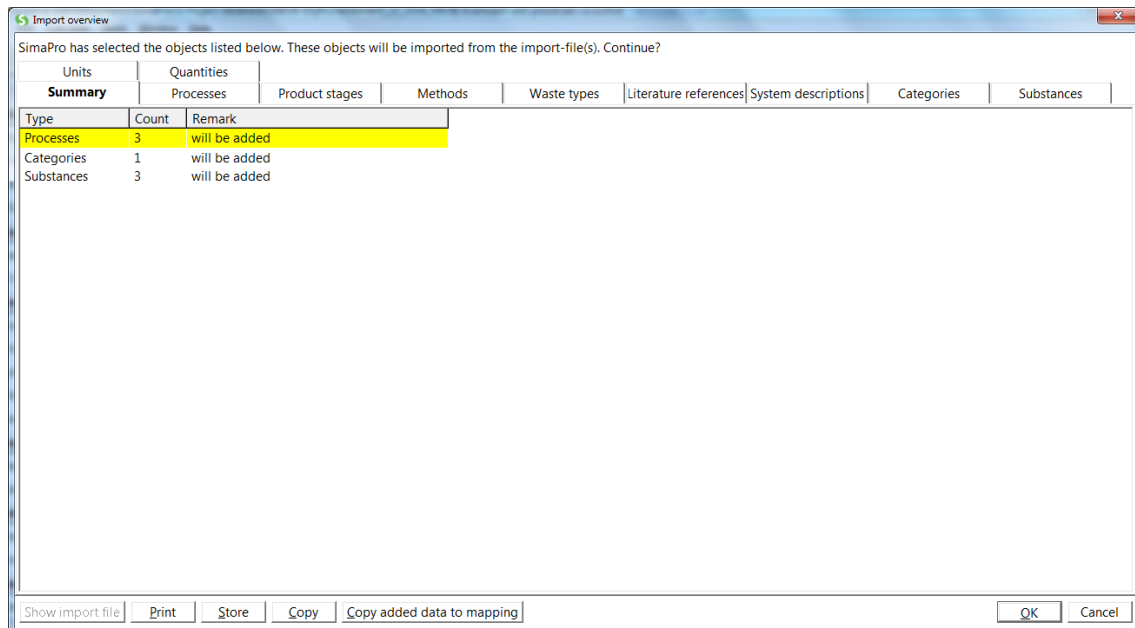 Import overview
SimaPro has selected the objects listed below. These objects will be imported from the import-file(s). Continue?
Units Quantities
Summary Processes Product stages Methods Waste types Literature references System descriptions Categories Substances
Type Count Remark
Processes 3 will be added
Categories 1 will be added
Substances 3 will be added
Show import file Print Store Copy Copy added data to mapping OK Cancel